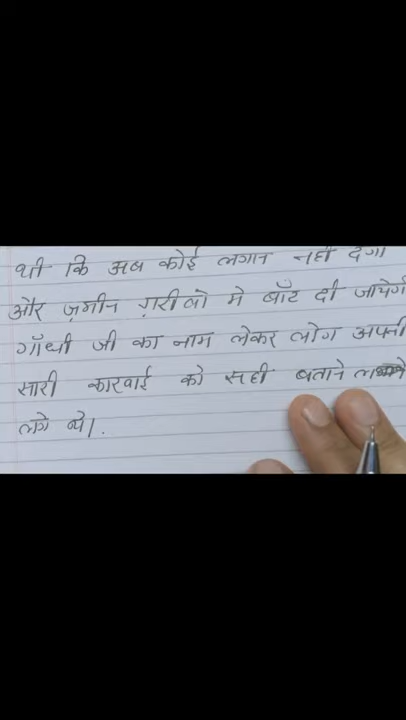 थी कि अब कोई लगान नही देगा
और ज़मीन ग़रीवो मे बाँट दी जायेगी
गाँधी जी का नाम लेकर लोग अपनी
सारी कारवाई को सही बताने
लगे थे।.